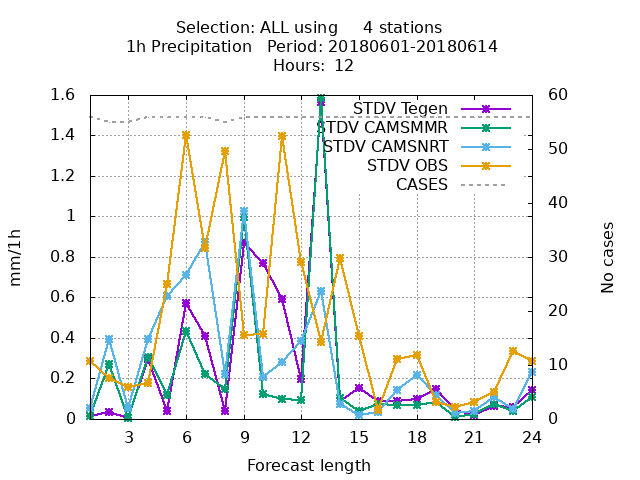 Selection: ALL using     4 stations
1h Precipitation   Period: 20180601-20180614
Hours:  12
STDV Tegen
STDV CAMSMMR
STDV CAMSNRT
STDV OBS
CASES
1.6
1.4
1.2
1
0.8
0.6
0.4
0.2
0
60
50
40
30
20
10
0
mm/1h
No cases
3 6 9 12 15 18 21 24
Forecast length